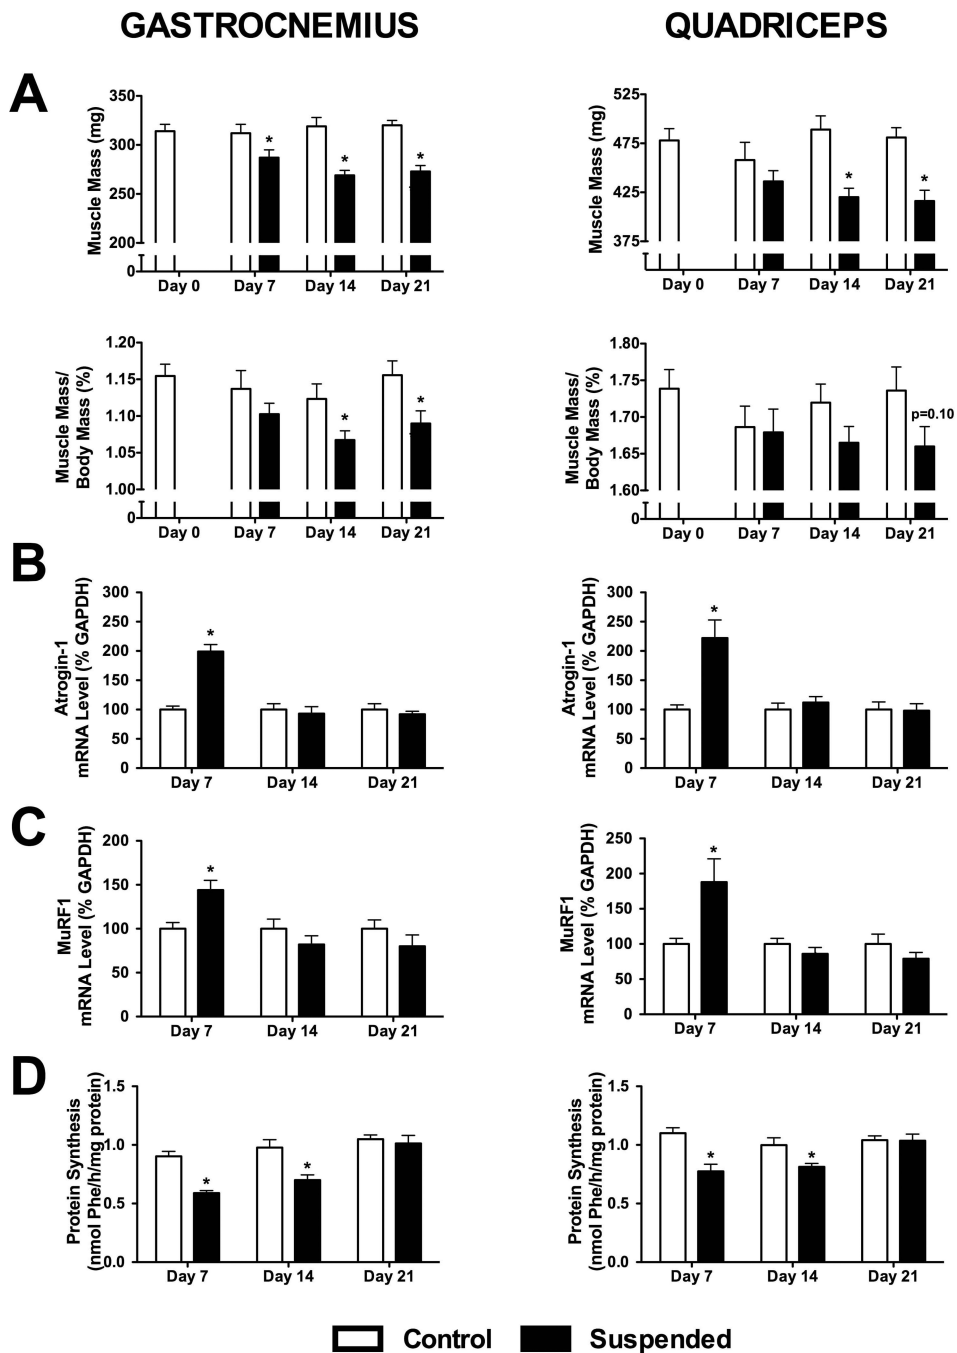 GASTROCNEMIUS
QUADRICEPS
A
Muscle Mass (mg)
350
300
250
200
0
*
*
*
Day 0
Day 7
Day 14
Day 21
Muscle Mass (mg)
525
475
425
375
0
*
*
Day 0
Day 7
Day 14
Day 21
Muscle Mass/
Body Mass (%)
1.20
1.15
1.10
1.05
1.00
0
*
*
Day 0
Day 7
Day 14
Day 21
Muscle Mass/
Body Mass (%)
1.80
1.75
1.70
1.65
1.60
0
p=0.10
Day 0
Day 7
Day 14
Day 21
B
Atrogin-1
mRNA Level (% GAPDH)
300
250
200
150
100
50
0
*
Day 7
Day 14
Day 21
Atrogin-1
mRNA Level (% GAPDH)
300
250
200
150
100
50
0
*
Day 7
Day 14
Day 21
C
MuRF1
mRNA Level (% GAPDH)
200
150
100
50
0
*
Day 7
Day 14
Day 21
MuRF1
mRNA Level (% GAPDH)
250
200
150
100
50
0
*
Day 7
Day 14
Day 21
D
Protein Synthesis
(nmol Phe/h/mg protein)
1.5
1.0
0.5
0.0
*
*
Day 7
Day 14
Day 21
Protein Synthesis
(nmol Phe/h/mg protein)
1.5
1.0
0.5
0.0
*
*
Day 7
Day 14
Day 21
Control
Suspended